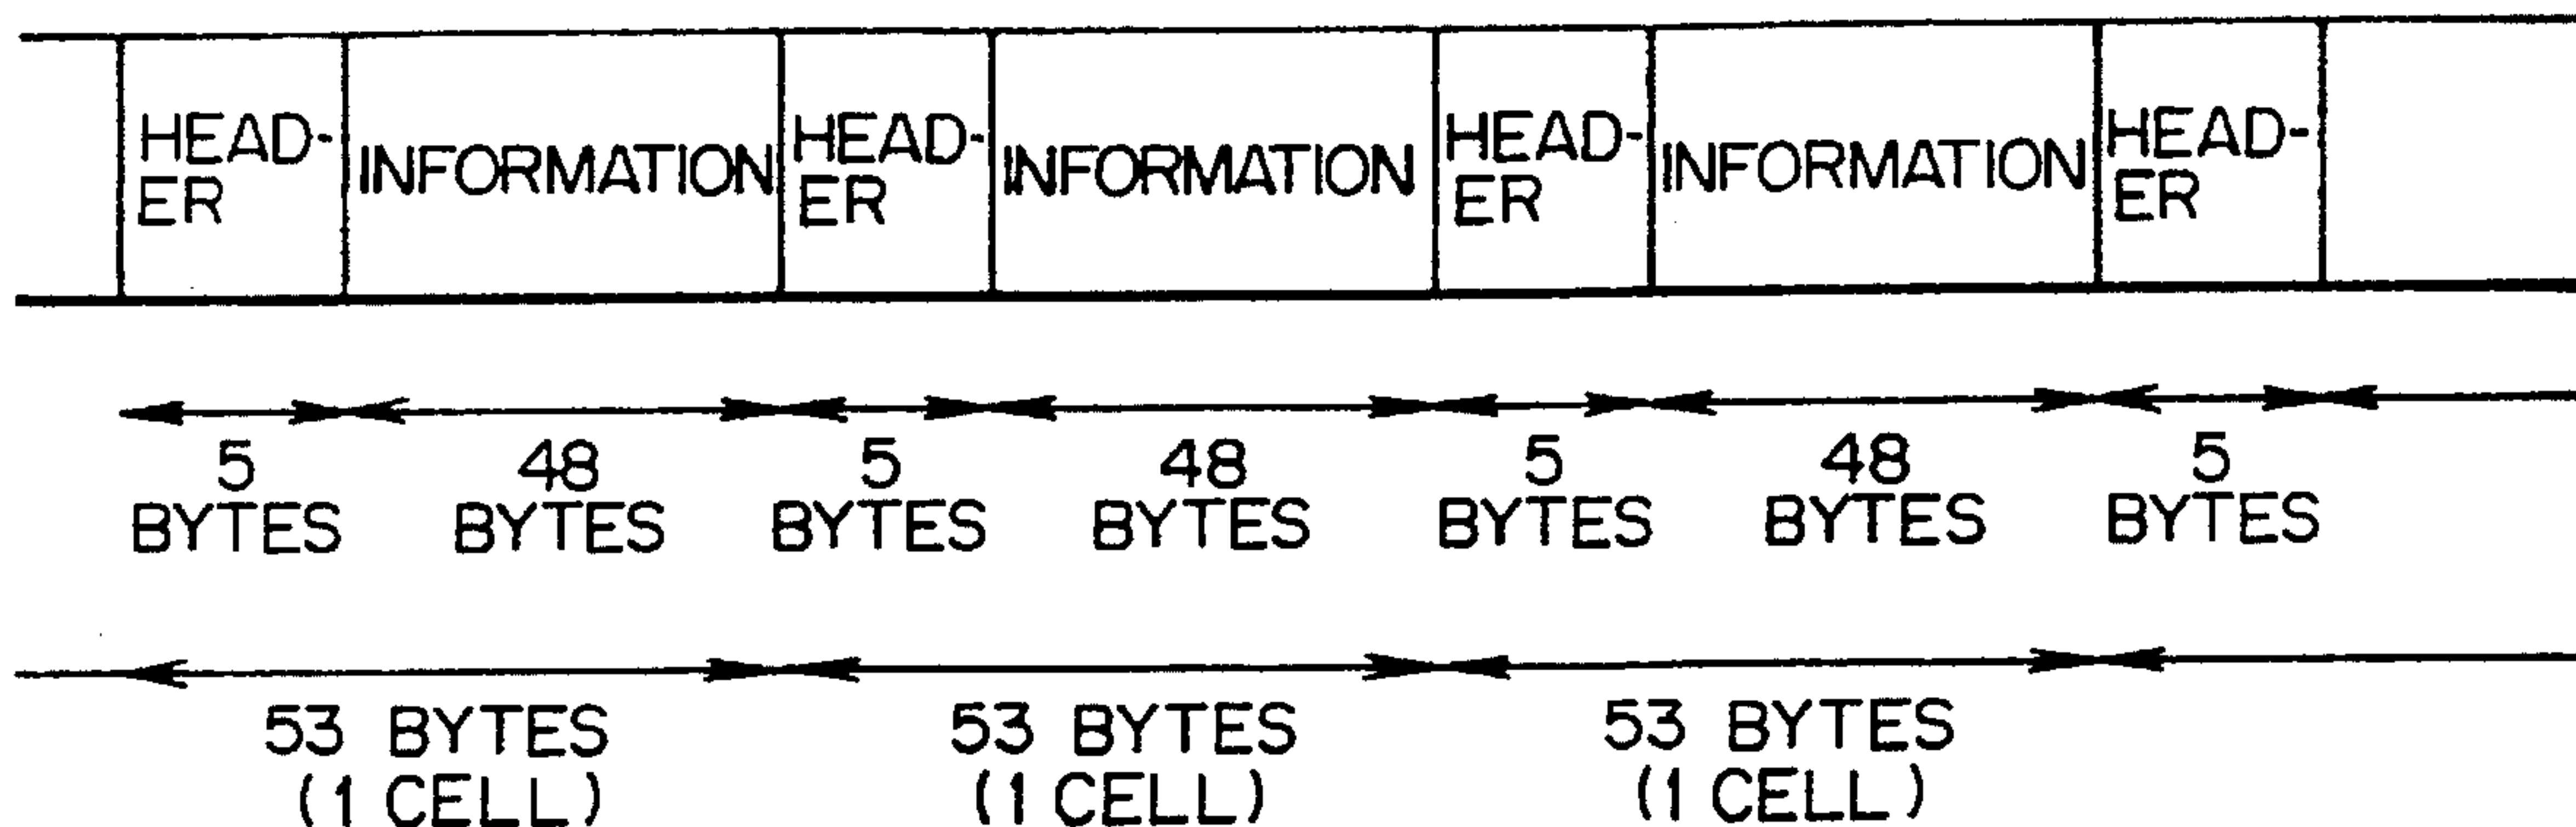 HEAD-
ER
INFORMATION
HEAD-
ER
INFORMATION
HEAD-
ER
INFORMATION
HEAD-
ER
5
BYTES
48
BYTES
5
BYTES
48
BYTES
5
BYTES
48
BYTES
5
BYTES
53 BYTES
(1 CELL)
53 BYTES
(1 CELL)
53 BYTES
(1 CELL)